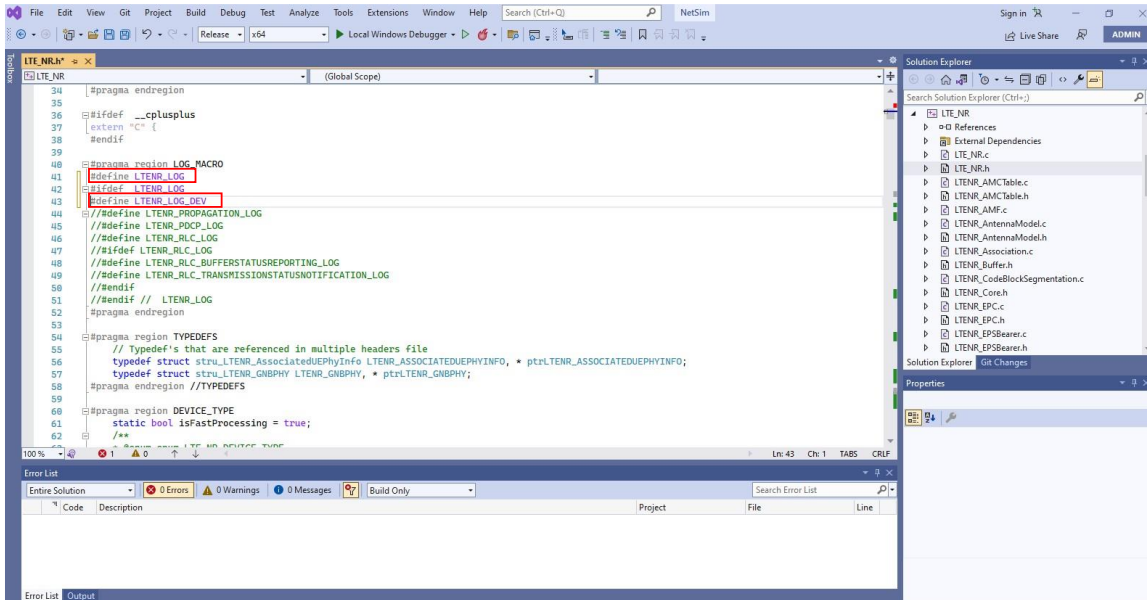 File Edit View Git Project Build Debug Test Analyze Tools Extensions Window Help Search (Ctrl+Q) NetSim Sign in
Release x64 Local Windows Debugger Live Share ADMIN
Toolbox
LTE_NR.h*
LTE_NR (Global Scope)
34 #pragma endregion
35
36 #ifdef __cplusplus
37 extern "C" {
38 #endif
39
40 #pragma region LOG_MACRO
41 #define LTENR_LOG
42 #ifdef LTENR_LOG
43 #define LTENR_LOG_DEV
44 //#define LTENR_PROPAGATION_LOG
45 //#define LTENR_PDCP_LOG
46 //#define LTENR_RLC_LOG
47 //#ifdef LTENR_RLC_LOG
48 //#define LTENR_RLC_BUFFERSTATUSREPORTING_LOG
49 //#define LTENR_RLC_TRANSMISSIONSTATUSNOTIFICATION_LOG
50 //#endif
51 //#endif // LTENR_LOG
52 #pragma endregion
53
54 #pragma region TYPEDEFS
55 // Typedef's that are referenced in multiple headers file
56 typedef struct stru_LTENR_AssociatedUEPhyInfo LTENR_ASSOCIATEDUEPHYINFO, * ptrLTENR_ASSOCIATEDUEPHYINFO;
57 typedef struct stru_LTENR_GNBPHY LTENR_GNBPHY, * ptrLTENR_GNBPHY;
58 #pragma endregion //TYPEDEFS
59
60 #pragma region DEVICE_TYPE
61 static bool isFastProcessing = true;
62 /**
100 % 1 0 Ln: 43 Ch: 1 TABS CRLF
Error List
Entire Solution 0 Errors 0 Warnings 0 Messages Build Only Search Error List
Code Description Project File Line
Error List Output
Solution Explorer
Search Solution Explorer (Ctrl+;)
LTE_NR
References
External Dependencies
LTE_NR.c
LTE_NR.h
LTENR_AMCTable.c
LTENR_AMCTable.h
LTENR_AMF.c
LTENR_AntennaModel.c
LTENR_AntennaModel.h
LTENR_Association.c
LTENR_Buffer.h
LTENR_CodeBlockSegmentation.c
LTENR_Core.h
LTENR_EPC.c
LTENR_EPC.h
LTENR_EPSBearer.c
LTENR_EPSBearer.h
Solution Explorer Git Changes
Properties